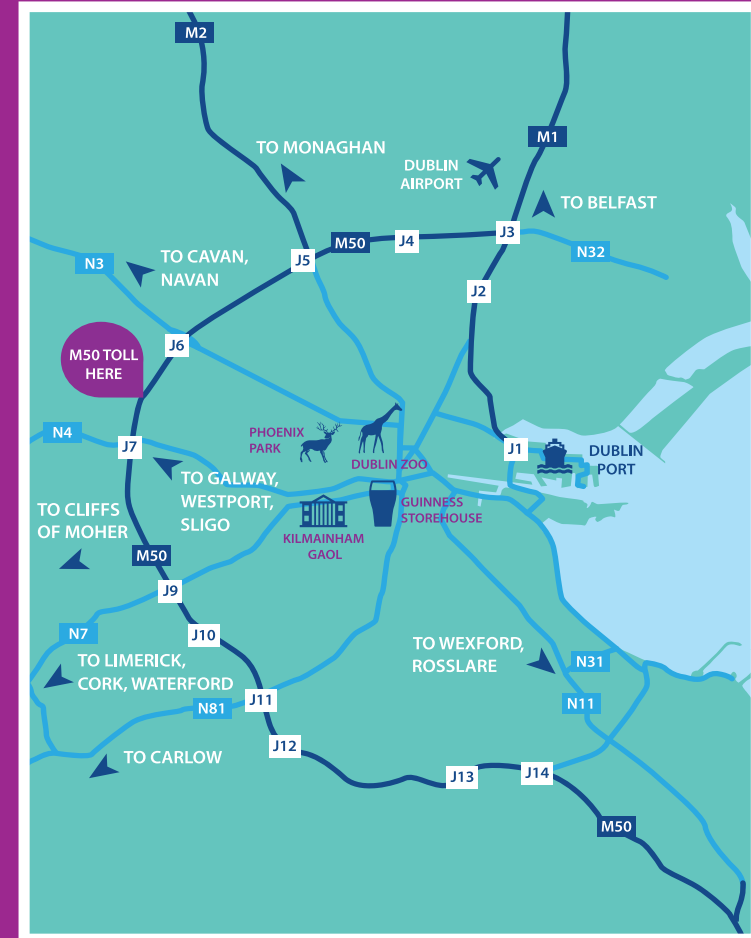 M2
M1
TO MONAGHAN
DUBLIN
AIRPORT
TO BELFAST
J3
M50
J4
J5
N32
N3
TO CAVAN,
NAVAN
J2
J6
M50 TOLL
HERE
N4
J7
PHOENIX
PARK
DUBLIN ZOO
J1
DUBLIN
PORT
TO GALWAY,
WESTPORT,
SLIGO
TO CLIFFS
OF MOHER
GUINNESS
STOREHOUSE
KILMAINHAM
GAOL
M50
J9
N7
J10
TO LIMERICK,
CORK, WATERFORD
TO WEXFORD,
ROSSLARE
N31
N81
J11
N11
J12
TO CARLOW
J13
J14
M50